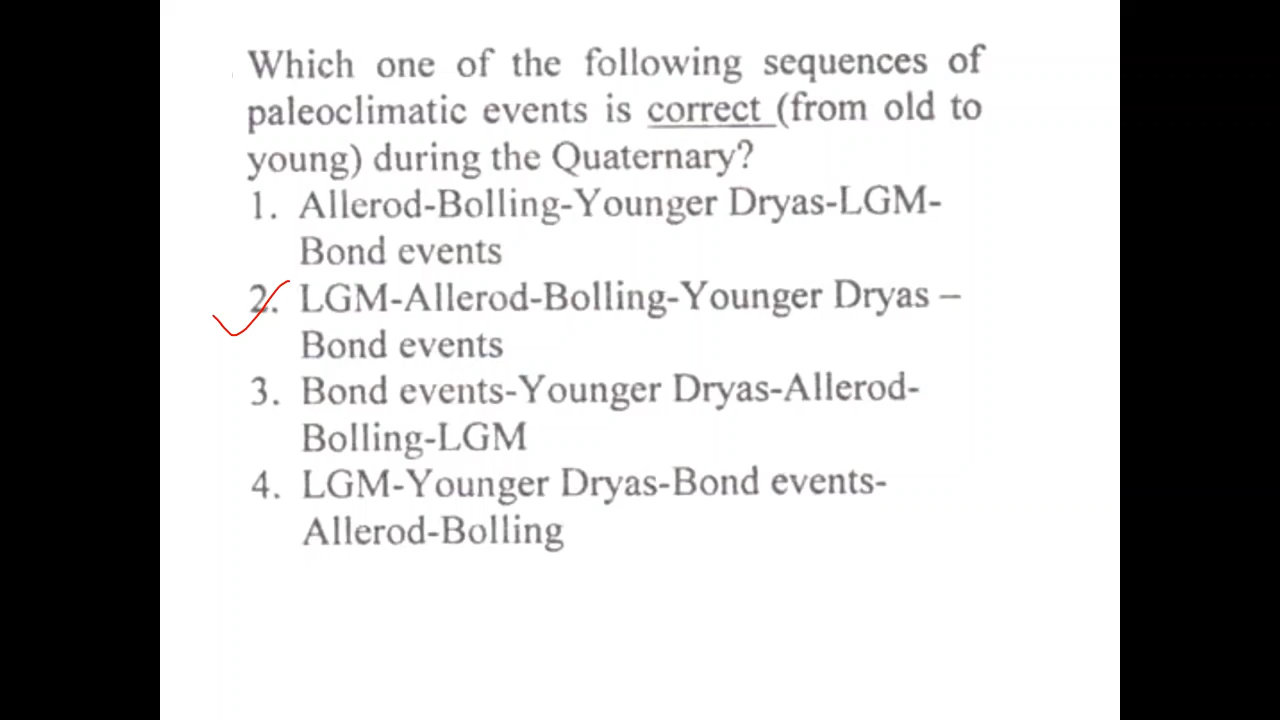 Which one of the following sequences of
paleoclimatic events is correct (from old to
young) during the Quaternary?
1. Allerod-Bolling-Younger Dryas-LGM-
Bond events
2. LGM-Allerod-Bolling-Younger Dryas –
Bond events
3. Bond events-Younger Dryas-Allerod-
Bolling-LGM
4. LGM-Younger Dryas-Bond events-
Allerod-Bolling